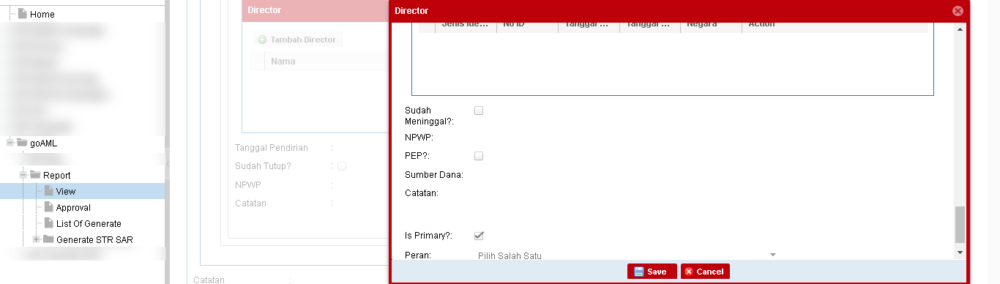 Home
goAML
Report
View
Approval
List Of Generate
Generate STR SAR
Director
Tambah Director
Nama
Tanggal Pendirian :
Sudah Tutup? :
NPWP :
Catatan :
Catatan :
Director
Jenis Ide... No ID Tanggal ... Tanggal ... Negara Action
Sudah
Meninggal?:
NPWP:
PEP?:
Sumber Dana:
Catatan:
Is Primary?:
Peran: Pilih Salah Satu
Save Cancel